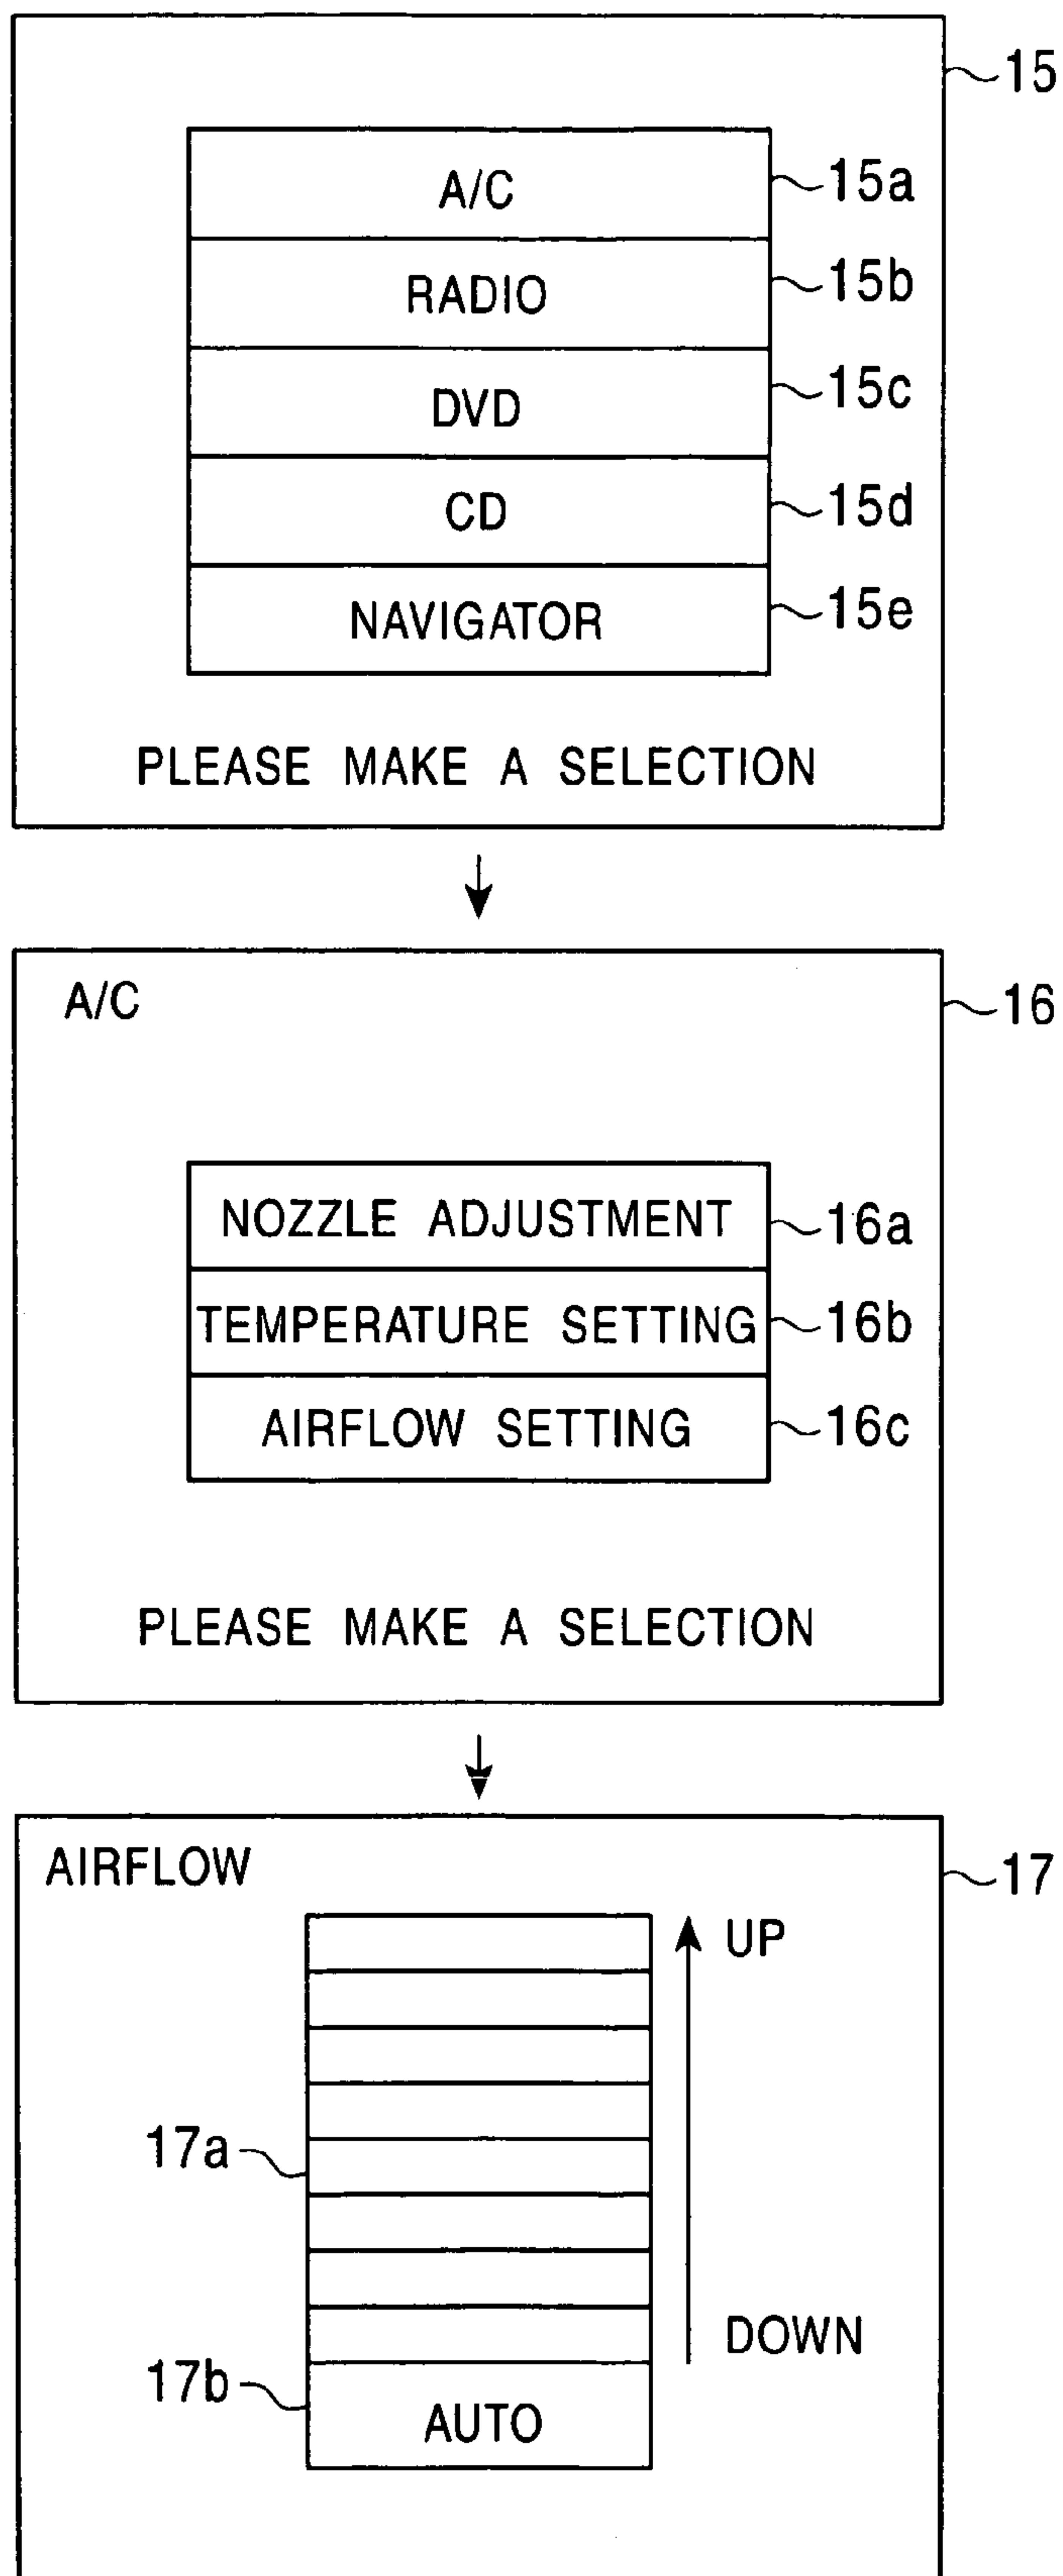 15
A/C
15a
RADIO
15b
DVD
15c
CD
15d
NAVIGATOR
15e
PLEASE MAKE A SELECTION
A/C
16
NOZZLE ADJUSTMENT
16a
TEMPERATURE SETTING
16b
AIRFLOW SETTING
16c
PLEASE MAKE A SELECTION
AIRFLOW
17
UP
17a
DOWN
17b
AUTO